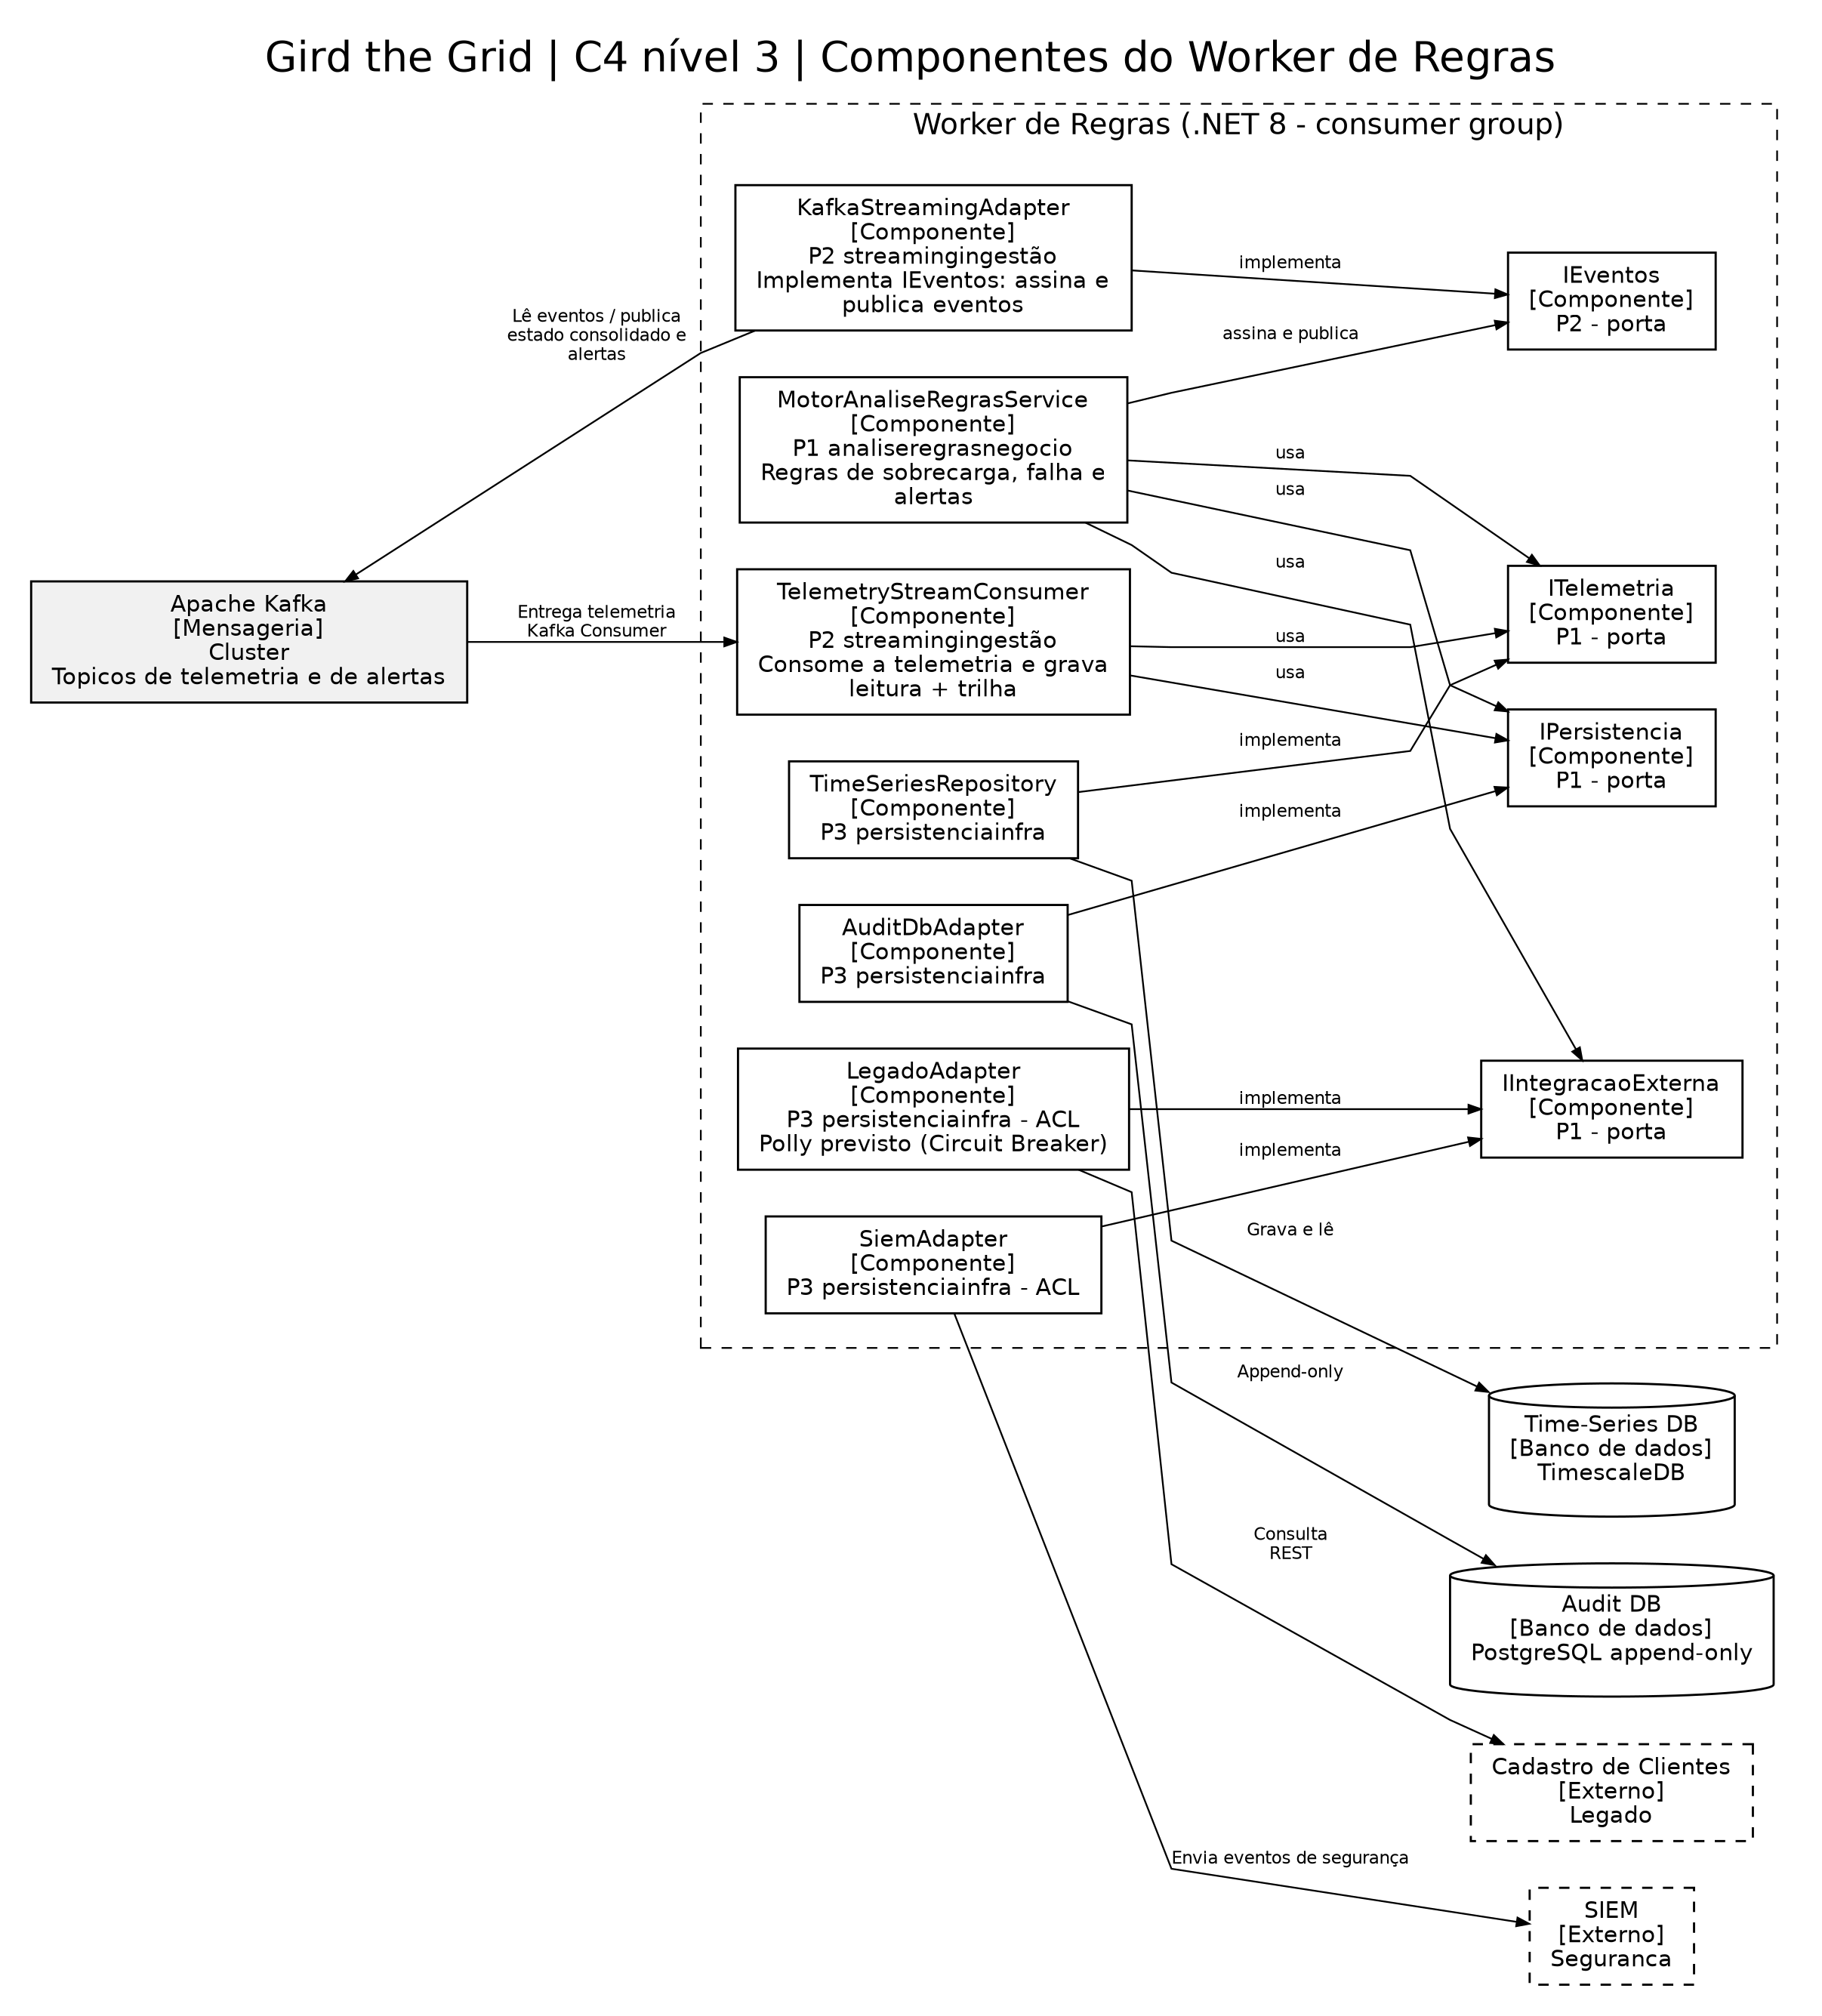 Gird the Grid | C4 nível 3 | Componentes do Worker de Regras
Worker de Regras (.NET 8 - consumer group)
KafkaStreamingAdapter
[Componente]
P2 streamingingestão
Implementa IEventos: assina e
publica eventos
implementa
IEventos
[Componente]
P2 - porta
Lê eventos / publica
estado consolidado e
alertas
assina e publica
MotorAnaliseRegrasService
[Componente]
P1 analiseregrasnegocio
Regras de sobrecarga, falha e
alertas
usa
usa
usa
Apache Kafka
[Mensageria]
Cluster
Topicos de telemetria e de alertas
Entrega telemetria
Kafka Consumer
TelemetryStreamConsumer
[Componente]
P2 streamingingestão
Consome a telemetria e grava
leitura + trilha
usa
usa
ITelemetria
[Componente]
P1 - porta
IPersistencia
[Componente]
P1 - porta
TimeSeriesRepository
[Componente]
P3 persistenciainfra
implementa
implementa
AuditDbAdapter
[Componente]
P3 persistenciainfra
LegadoAdapter
[Componente]
P3 persistenciainfra - ACL
Polly previsto (Circuit Breaker)
implementa
implementa
IIntegracaoExterna
[Componente]
P1 - porta
SiemAdapter
[Componente]
P3 persistenciainfra - ACL
Grava e lê
Append-only
Time-Series DB
[Banco de dados]
TimescaleDB
Consulta
REST
Audit DB
[Banco de dados]
PostgreSQL append-only
Cadastro de Clientes
[Externo]
Legado
Envia eventos de segurança
SIEM
[Externo]
Seguranca